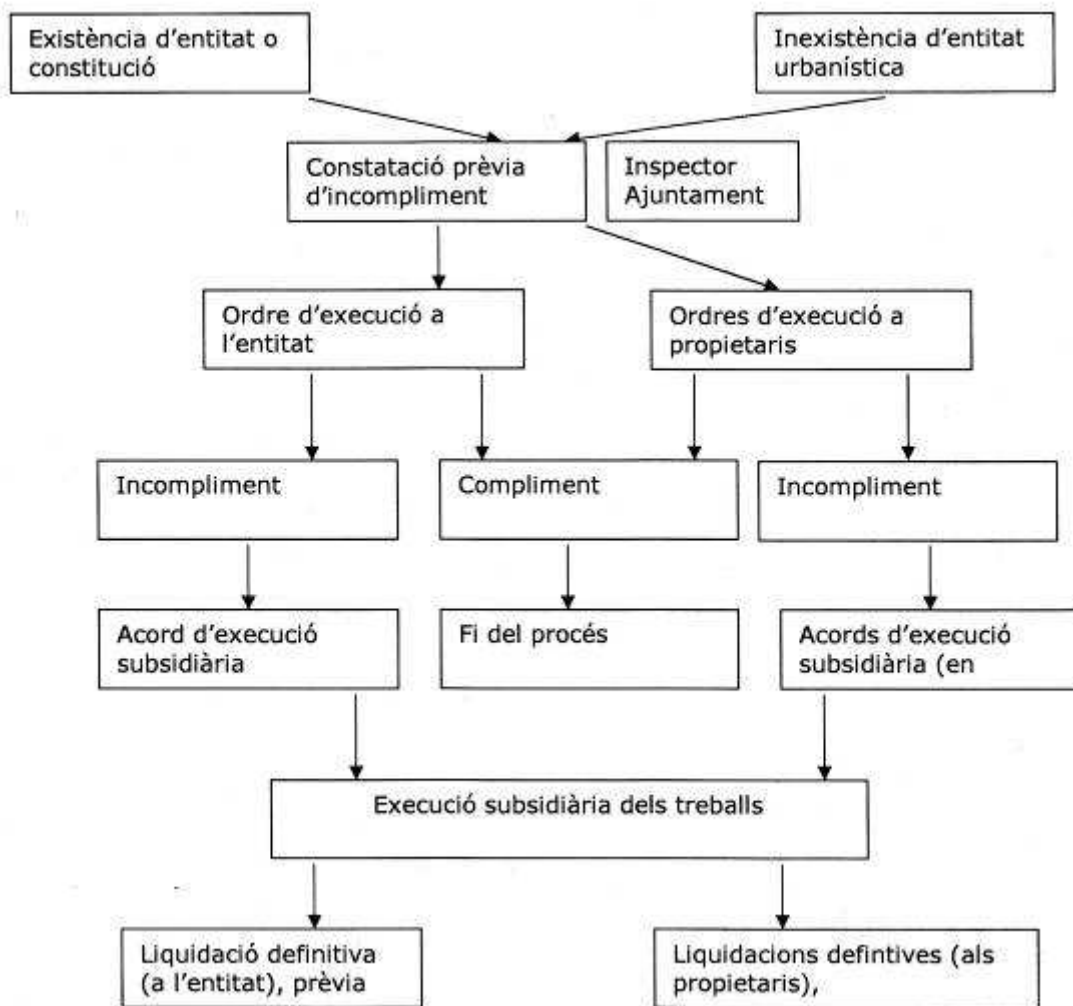 Existència d'entitat o
constitució
Inexistència d'entitat
urbanística
Constatació prèvia
d'incompliment
Inspector
Ajuntament
Ordre d'execució a
l'entitat
Ordres d'execució a
propietaris
Incompliment
Compliment
Incompliment
Acord d'execució
subsidiària
Fi del procés
Acords d'execució
subsidiària (en
Execució subsidiària dels treballs
Liquidació definitiva
(a l'entitat), prèvia
Liquidacions defintives (als
propietaris),